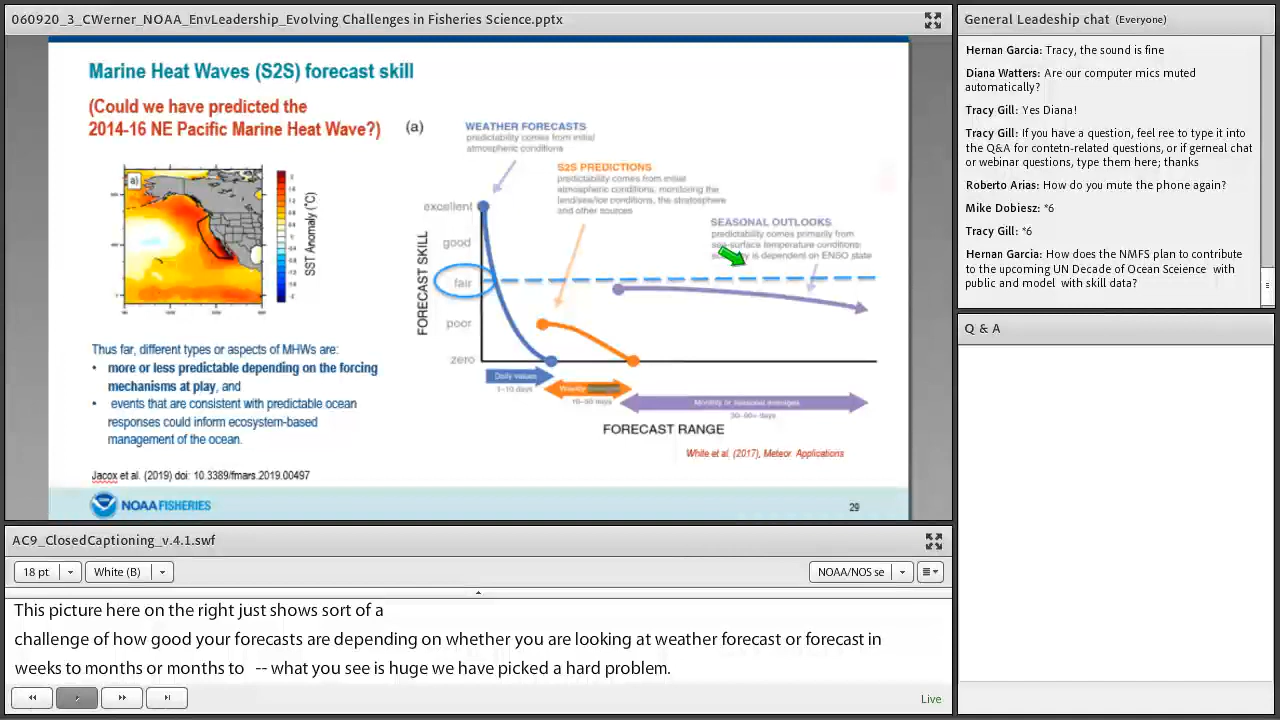 060920_3_CWerner_NOAA_EnvLeadership_Evolving Challenges in Fisheries Science.pptx
Marine Heat Waves (S2S) forecast skill
(Could we have predicted the
2014-16 NE Pacific Marine Heat Wave?)
a)
SST Anomaly (°C)
Thus far, different types or aspects of MHWs are:
• more or less predictable depending on the forcing
mechanisms at play, and
• events that are consistent with predictable ocean
responses could inform ecosystem-based
management of the ocean.
Jacox et al. (2019) doi: 10.3389/fmars.2019.00497
(a)
WEATHER FORECASTS
predictability comes from initial
atmospheric conditions
S2S PREDICTIONS
predictability comes from initial
atmospheric conditions, monitoring the
land/sea/ice conditions, the stratosphere
and other sources
SEASONAL OUTLOOKS
predictability comes primarily from
sea-surface temperature conditions;
is dependent on ENSO state
FORECAST SKILL
excellent
good
fair
poor
zero
Daily values
1-10 days
Weekly
10-30 days
Monthly or seasonal averages
30-90+ days
FORECAST RANGE
White et al. (2017), Meteor. Applications
NOAA FISHERIES
29
AC9_ClosedCaptioning_v.4.1.swf
18 pt
White (B)
NOAA/NOS se
This picture here on the right just shows sort of a
challenge of how good your forecasts are depending on whether you are looking at weather forecast or forecast in
weeks to months or months to -- what you see is huge we have picked a hard problem.
Live
General Leadership chat (Everyone)
Hernan Garcia: Tracy, the sound is fine
Diana Watters: Are our computer mics muted
automatically?
Tracy Gill: Yes Diana!
Tracy Gill: if you have a question, feel rre to type it into
the Q&A for contetn-related questions, or if germeal chat
or webinar questions, type them here; thanks
Roberto Arias: How do you mute the phone again?
Mike Dobiesz: *6
Tracy Gill: *6
Hernan Garcia: How does the NMFS plan to contribute
to the upcoming UN Decade of Ocean Science with
public and model with skill data?
Q & A